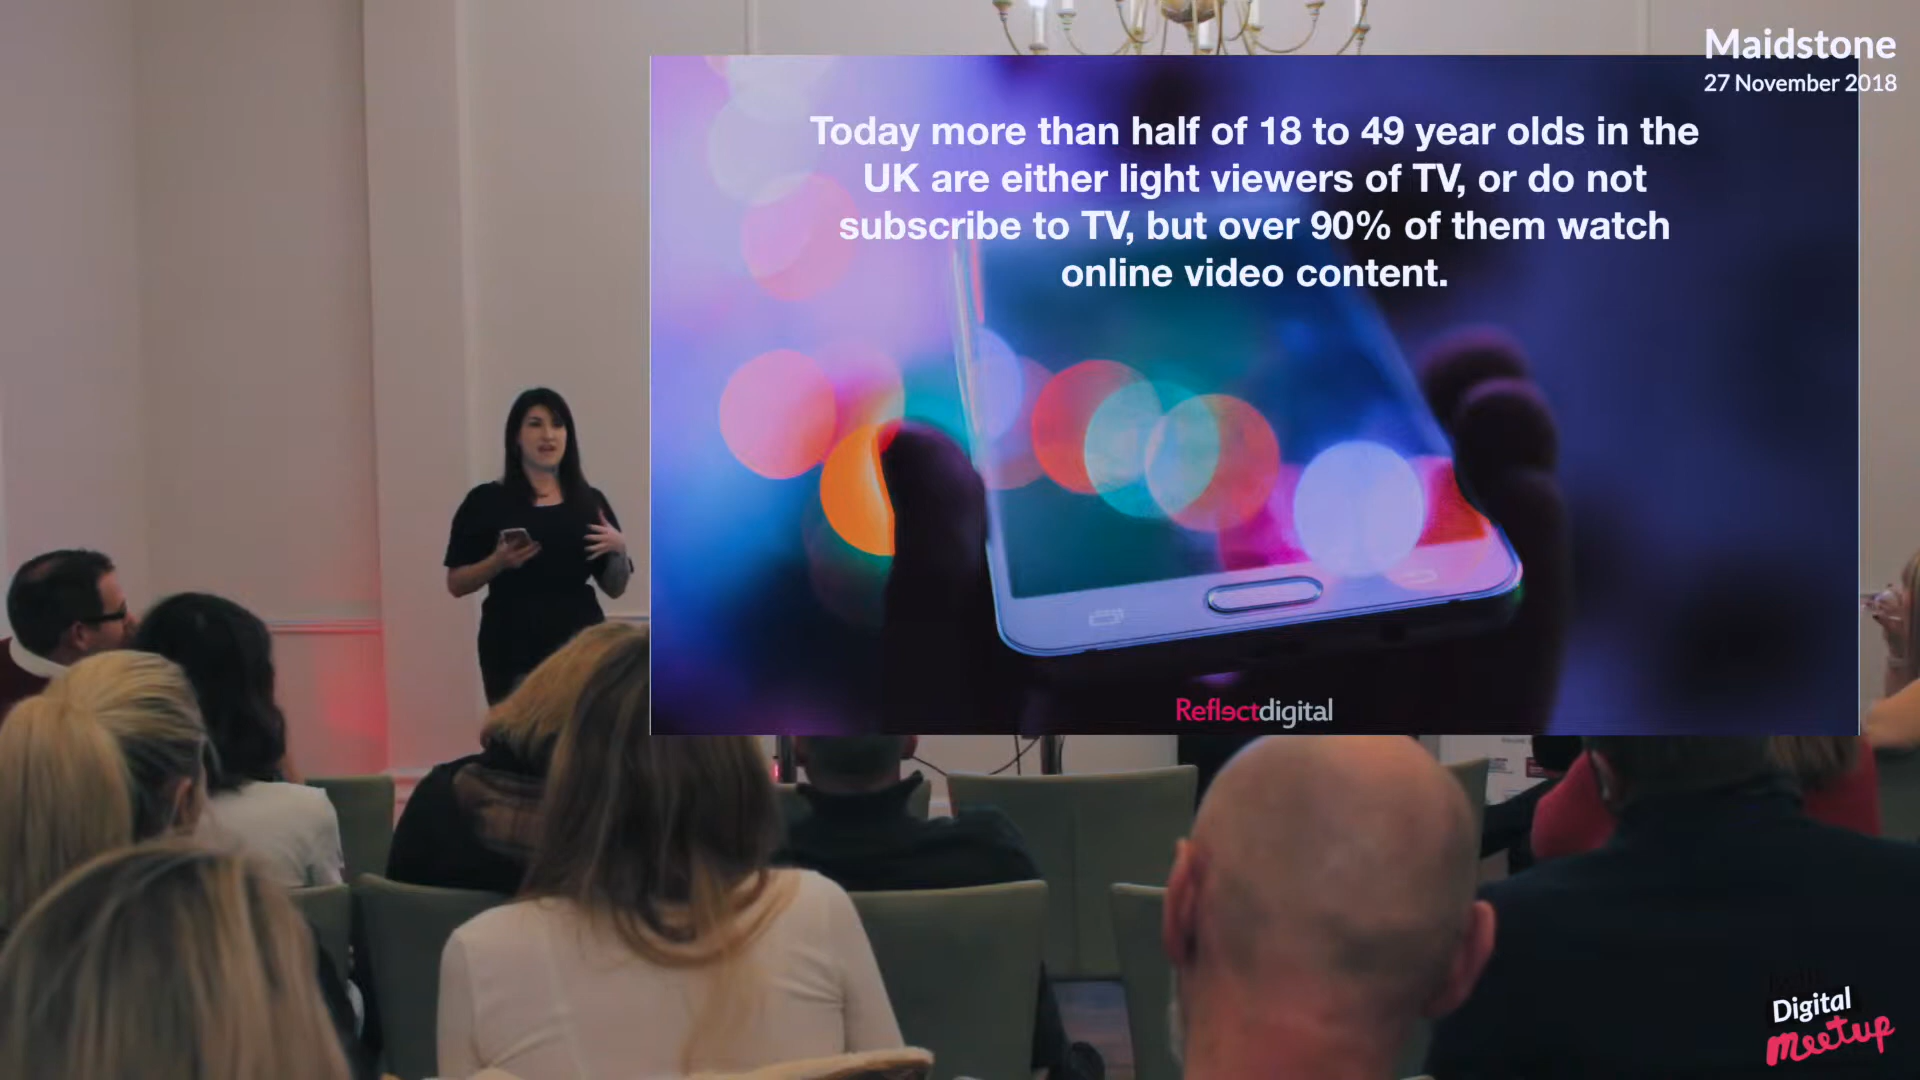 Maidstone
27 November 2018
Today more than half of 18 to 49 year olds in the
UK are either light viewers of TV, or do not
subscribe to TV, but over 90% of them watch
online video content.
Reflectdigital
Digital
meetup